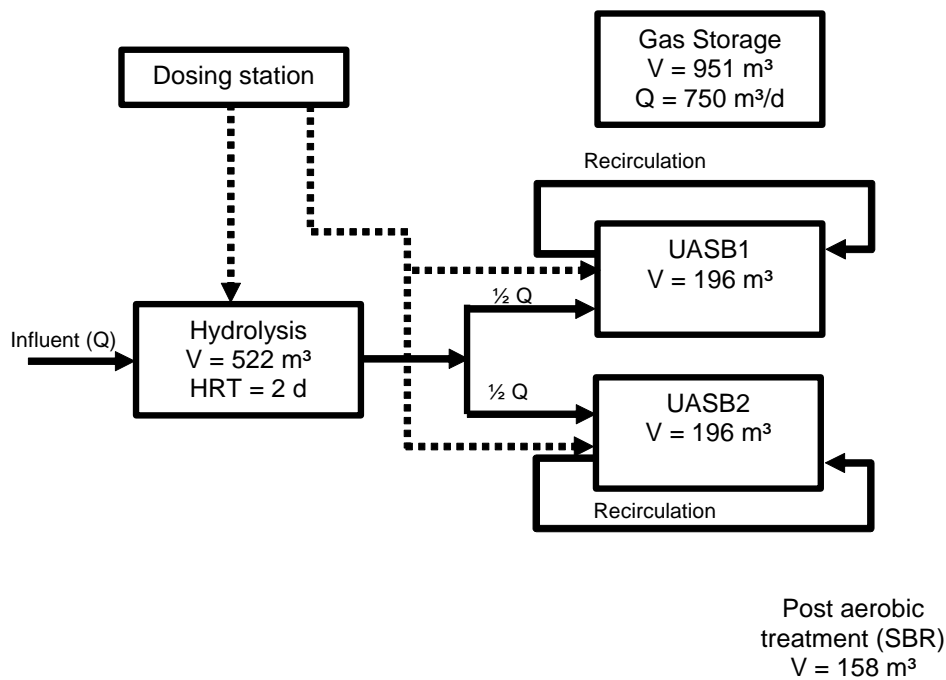 Dosing station
Gas Storage
V = 951 m³
Q = 750 m³/d
Recirculation
UASB1
V = 196 m³
½ Q
Influent (Q)
Hydrolysis
V = 522 m³
HRT = 2 d
½ Q
UASB2
V = 196 m³
Recirculation
Post aerobic
treatment (SBR)
V = 158 m³